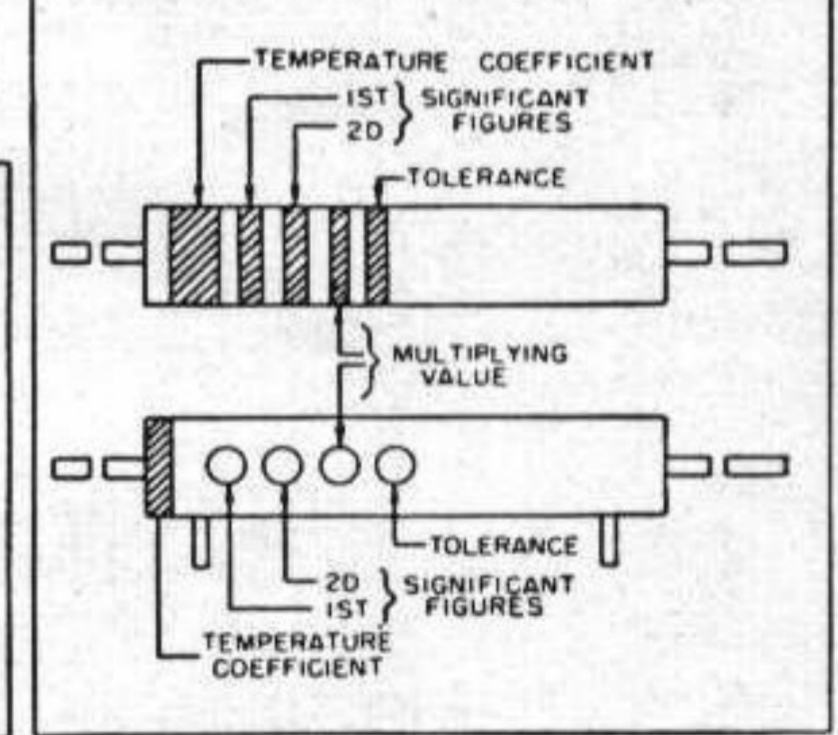 TEMPERATURE COEFFICIENT
1ST } SIGNIFICANT
2D } FIGURES
TOLERANCE
MULTIPLYING
VALUE
TOLERANCE
2D } SIGNIFICANT
1ST } FIGURES
TEMPERATURE
COEFFICIENT